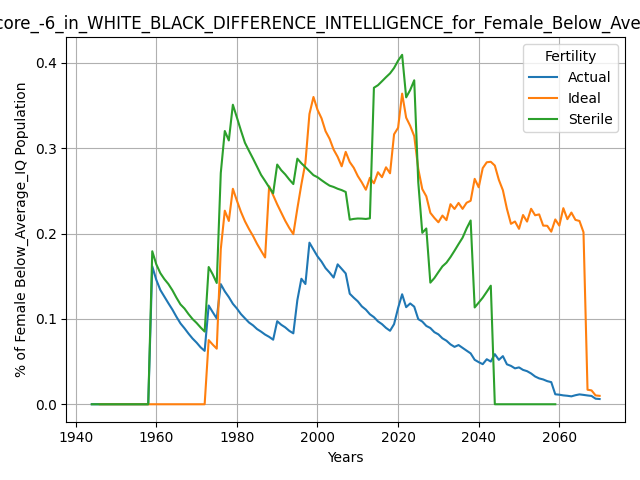 core_-6_in_WHITE_BLACK_DIFFERENCE_INTELLIGENCE_for_Female_Below_Ave
% of Female Below_Average_IQ Population
0.4
0.3
0.2
0.1
0.0
Fertility
Actual
Ideal
Sterile
1940
1960
1980
2000
2020
2040
2060
Years